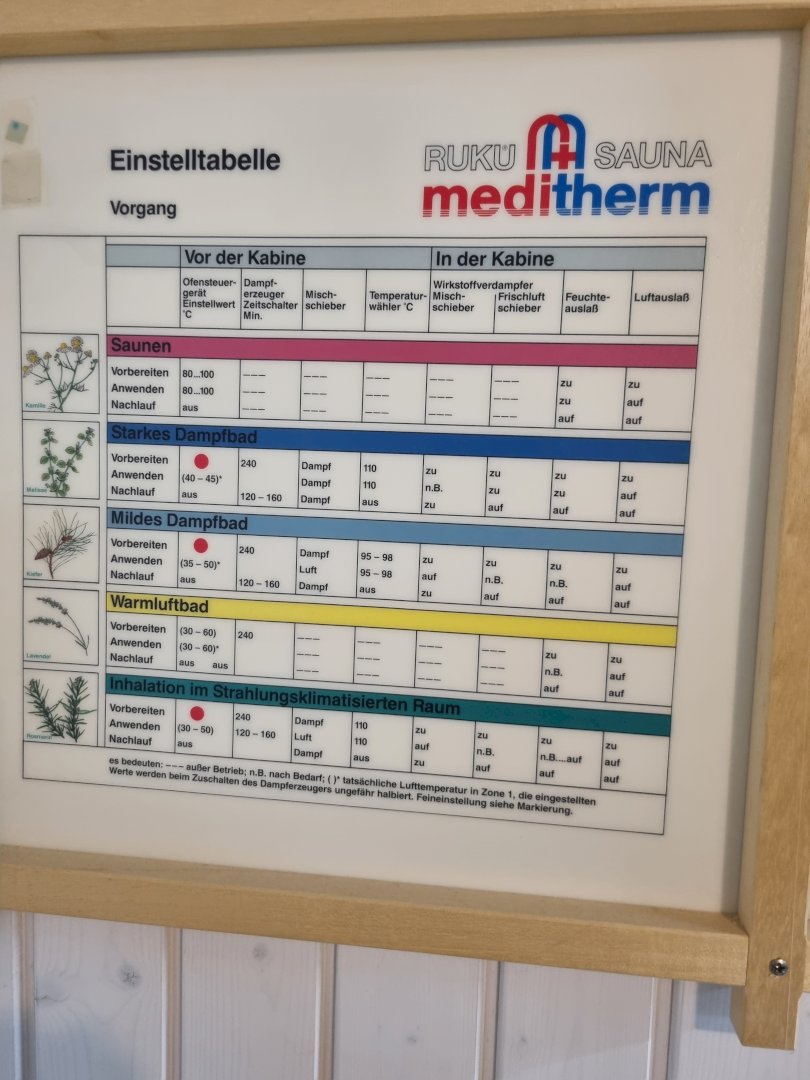 Einstelltabelle
Vorgang
RUKÜ SAUNA
meditherm
Vor der Kabine In der Kabine
Ofensteuer-
gerät
Einstellwert
°C
Dampf-
erzeuger
Zeitschalter
Min.
Misch-
schieber
Temperatur-
wähler °C
Wirkstoffverdampfer
Misch-
schieber
Frischluft
schieber
Feuchte-
auslaß
Luftauslaß
Kamille
Saunen
Vorbereiten 80...100 ––– ––– ––– ––– ––– zu zu
Anwenden 80...100 ––– ––– ––– ––– ––– zu auf
Nachlauf aus ––– ––– ––– ––– ––– auf auf
Melisse
Starkes Dampfbad
Vorbereiten 240 Dampf 110 zu zu zu zu
Anwenden (40 – 45)* Dampf 110 n.B. zu zu auf
Nachlauf aus 120 – 160 Dampf aus zu auf auf auf
Kiefer
Mildes Dampfbad
Vorbereiten 240 Dampf 95 – 98 zu zu zu zu
Anwenden (35 – 50)* Luft 95 – 98 auf n.B. n.B. auf
Nachlauf aus 120 – 160 Dampf aus zu auf auf auf
Lavendel
Warmluftbad
Vorbereiten (30 – 60) 240 ––– ––– ––– ––– zu zu
Anwenden (30 – 60)* ––– ––– ––– ––– n.B. auf
Nachlauf aus aus ––– ––– ––– ––– auf auf
Rosmarin
Inhalation im Strahlungsklimatisierten Raum
Vorbereiten 240 Dampf 110 zu zu zu zu
Anwenden (30 – 50) 120 – 160 Luft 110 auf n.B. n.B....auf auf
Nachlauf aus Dampf aus zu auf auf auf
es bedeuten: ––– außer Betrieb; n.B. nach Bedarf; ( )* tatsächliche Lufttemperatur in Zone 1, die eingestellten
Werte werden beim Zuschalten des Dampferzeugers ungefähr halbiert. Feineinstellung siehe Markierung.